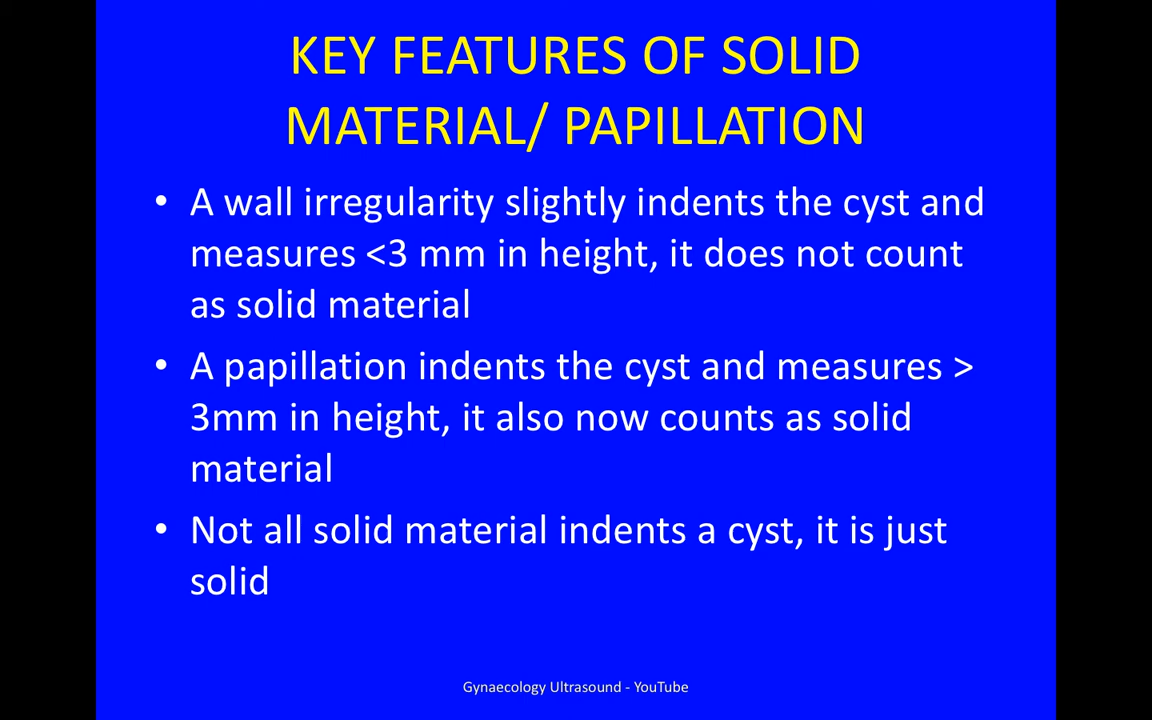 KEY FEATURES OF SOLID
MATERIAL/ PAPILLATION
• A wall irregularity slightly indents the cyst and
measures <3 mm in height, it does not count
as solid material
• A papillation indents the cyst and measures >
3mm in height, it also now counts as solid
material
• Not all solid material indents a cyst, it is just
solid
Gynaecology Ultrasound - YouTube